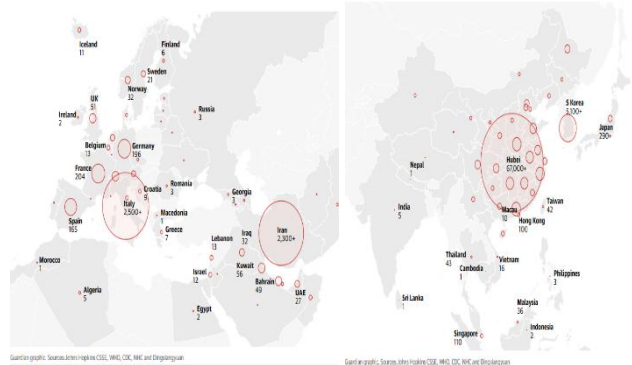 Iceland
11
Finland
6
Sweden
21
Norway
32
UK
51
Ireland
2
Russia
3
Belgium
13
Germany
196
France
204
Croatia
9
Romania
3
Italy
2,500+
Spain
165
Macedonia
1
Greece
7
Georgia
3
Iran
2,300+
Lebanon
13
Iraq
32
Kuwait
56
Israel
12
Bahrain
49
UAE
27
Morocco
1
Algeria
5
Egypt
2
Guardian graphic. Sources: Johns Hopkins CSSE, WHO, CDC, NHC and Dingxiangyuan
S Korea
5,100+
Japan
290+
Hubei
67,000+
Nepal
1
India
5
Macau
10
Taiwan
42
Hong Kong
100
Thailand
43
Vietnam
16
Cambodia
1
Philippines
3
Sri Lanka
1
Malaysia
36
Singapore
110
Indonesia
2
Guardian graphic. Sources: Johns Hopkins CSSE, WHO, CDC, NHC and Dingxiangyuan